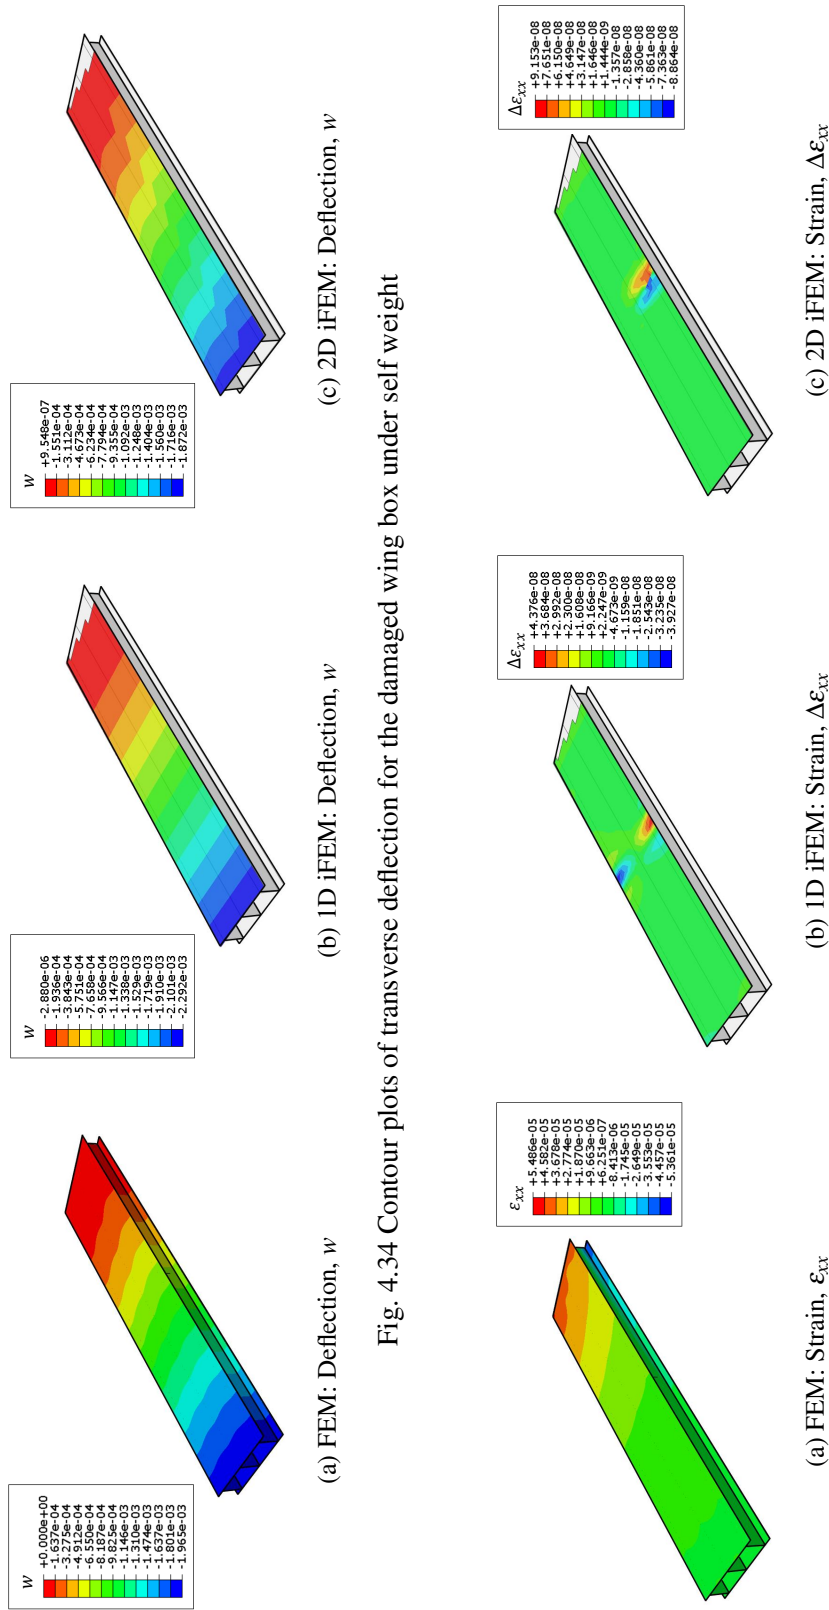 w
+0.000e+00
-1.637e-04
-3.275e-04
-4.912e-04
-6.550e-04
-8.187e-04
-9.825e-04
-1.146e-03
-1.310e-03
-1.474e-03
-1.637e-03
-1.801e-03
-1.965e-03
(a) FEM: Deflection, w
w
-2.880e-06
-1.936e-04
-3.843e-04
-5.751e-04
-7.658e-04
-9.566e-04
-1.147e-03
-1.338e-03
-1.529e-03
-1.719e-03
-1.910e-03
-2.101e-03
-2.292e-03
(b) 1D iFEM: Deflection, w
w
+9.548e-07
-1.551e-04
-3.112e-04
-4.673e-04
-6.234e-04
-7.794e-04
-9.355e-04
-1.092e-03
-1.248e-03
-1.404e-03
-1.560e-03
-1.716e-03
-1.872e-03
(c) 2D iFEM: Deflection, w
Fig. 4.34 Contour plots of transverse deflection for the damaged wing box under self weight
εxx
+5.486e-05
+4.582e-05
+3.678e-05
+2.774e-05
+1.870e-05
+9.663e-06
+6.251e-07
-8.413e-06
-1.745e-05
-2.649e-05
-3.553e-05
-4.457e-05
-5.361e-05
(a) FEM: Strain, εxx
Δεxx
+4.376e-08
+3.684e-08
+2.992e-08
+2.300e-08
+1.608e-08
+9.166e-09
+2.247e-09
-4.673e-09
-1.159e-08
-1.851e-08
-2.543e-08
-3.235e-08
-3.927e-08
(b) 1D iFEM: Strain, Δεxx
Δεxx
+9.153e-08
+7.651e-08
+6.150e-08
+4.649e-08
+3.147e-08
+1.646e-08
+1.444e-09
-1.357e-08
-2.858e-08
-4.360e-08
-5.861e-08
-7.363e-08
-8.864e-08
(c) 2D iFEM: Strain, Δεxx